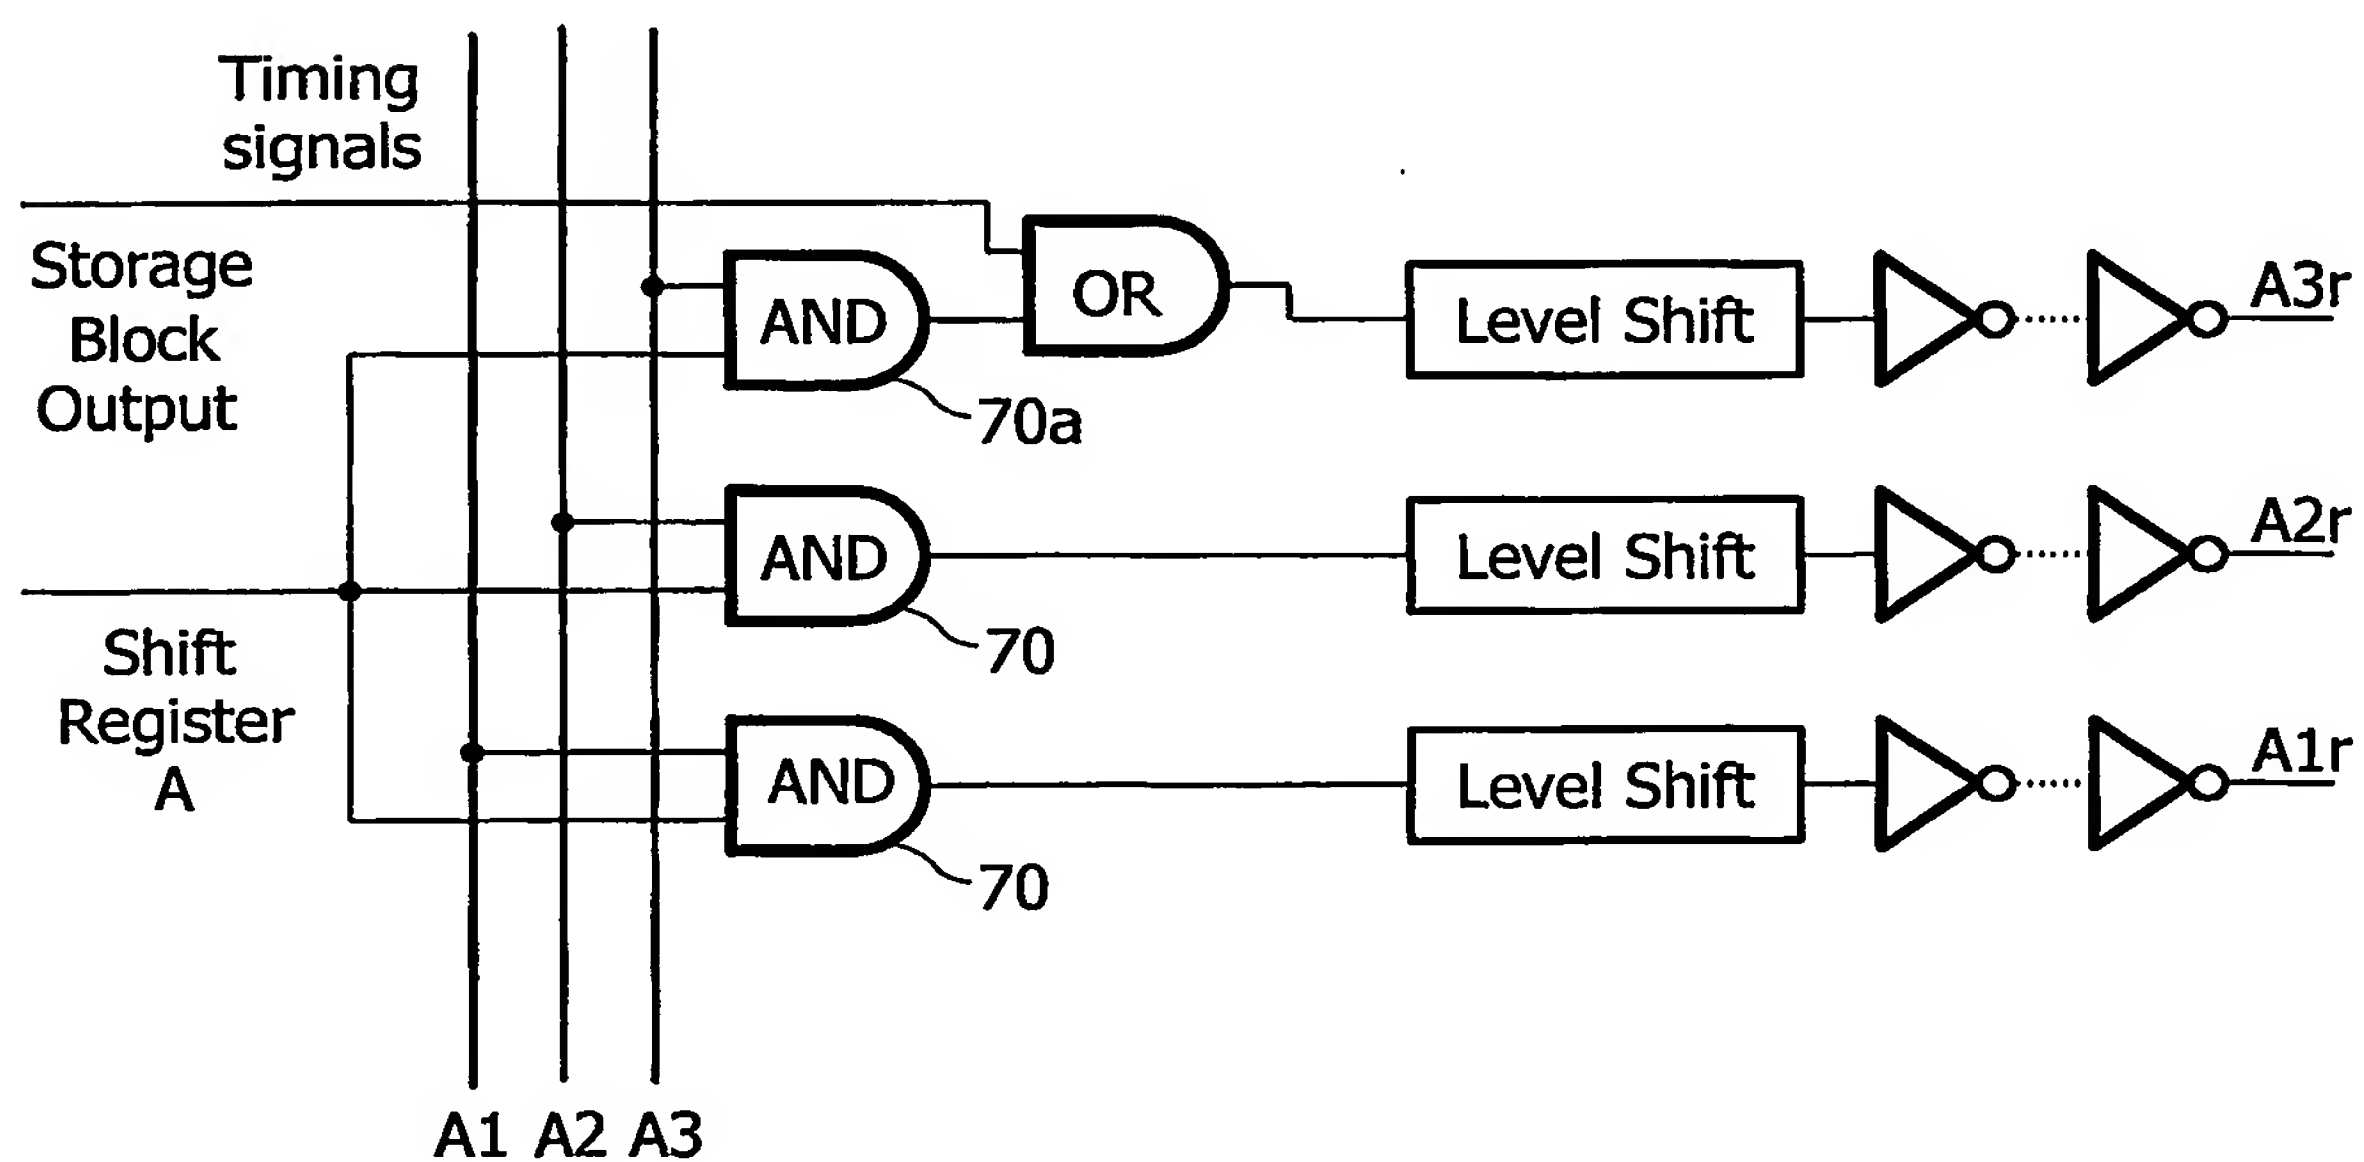 Timing
signals
Storage
Block
Output
Shift
Register
A
AND
OR
Level Shift
A3r
70a
AND
Level Shift
A2r
70
AND
Level Shift
A1r
70
A1 A2 A3